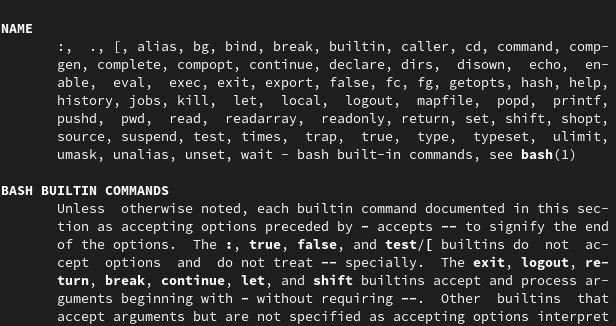 NAME
:, ., [, alias, bg, bind, break, builtin, caller, cd, command, comp-
gen, complete, compopt, continue, declare, dirs, disown, echo, en-
able, eval, exec, exit, export, false, fc, fg, getopts, hash, help,
history, jobs, kill, let, local, logout, mapfile, popd, printf,
pushd, pwd, read, readarray, readonly, return, set, shift, shopt,
source, suspend, test, times, trap, true, type, typeset, ulimit,
umask, unalias, unset, wait - bash built-in commands, see bash(1)
BASH BUILTIN COMMANDS
Unless otherwise noted, each builtin command documented in this sec-
tion as accepting options preceded by - accepts -- to signify the end
of the options. The :, true, false, and test/[ builtins do not ac-
cept options and do not treat -- specially. The exit, logout, re-
turn, break, continue, let, and shift builtins accept and process ar-
guments beginning with - without requiring --. Other builtins that
accept arguments but are not specified as accepting options interpret